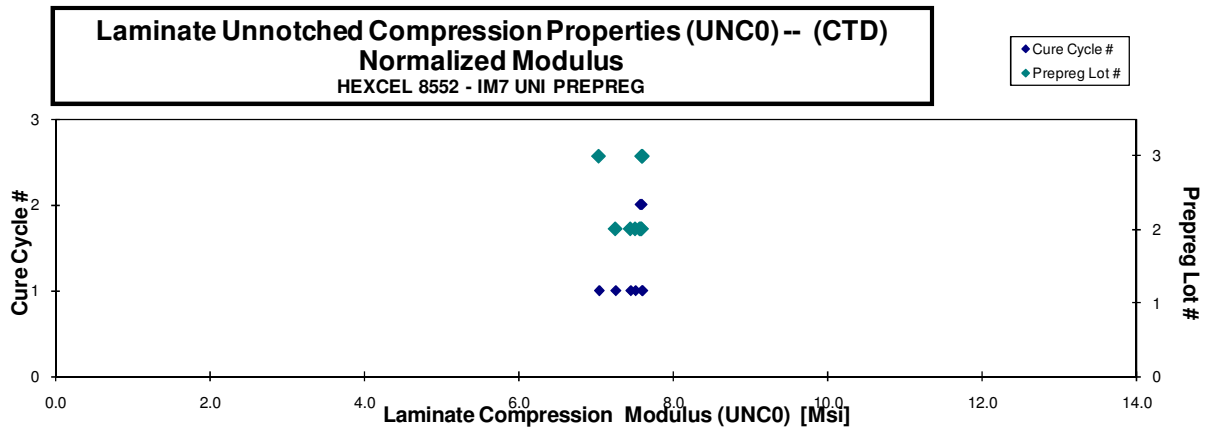 Laminate Unnotched Compression Properties (UNC0) -- (CTD)
Normalized Modulus
HEXCEL 8552 - IM7 UNI PREPREG
Cure Cycle #
Prepreg Lot #
3
2
1
0
Cure Cycle #
3
2
1
0
Prepreg Lot #
0.0 2.0 4.0 6.0 8.0 10.0 12.0 14.0
Laminate Compression Modulus (UNC0) [Msi]